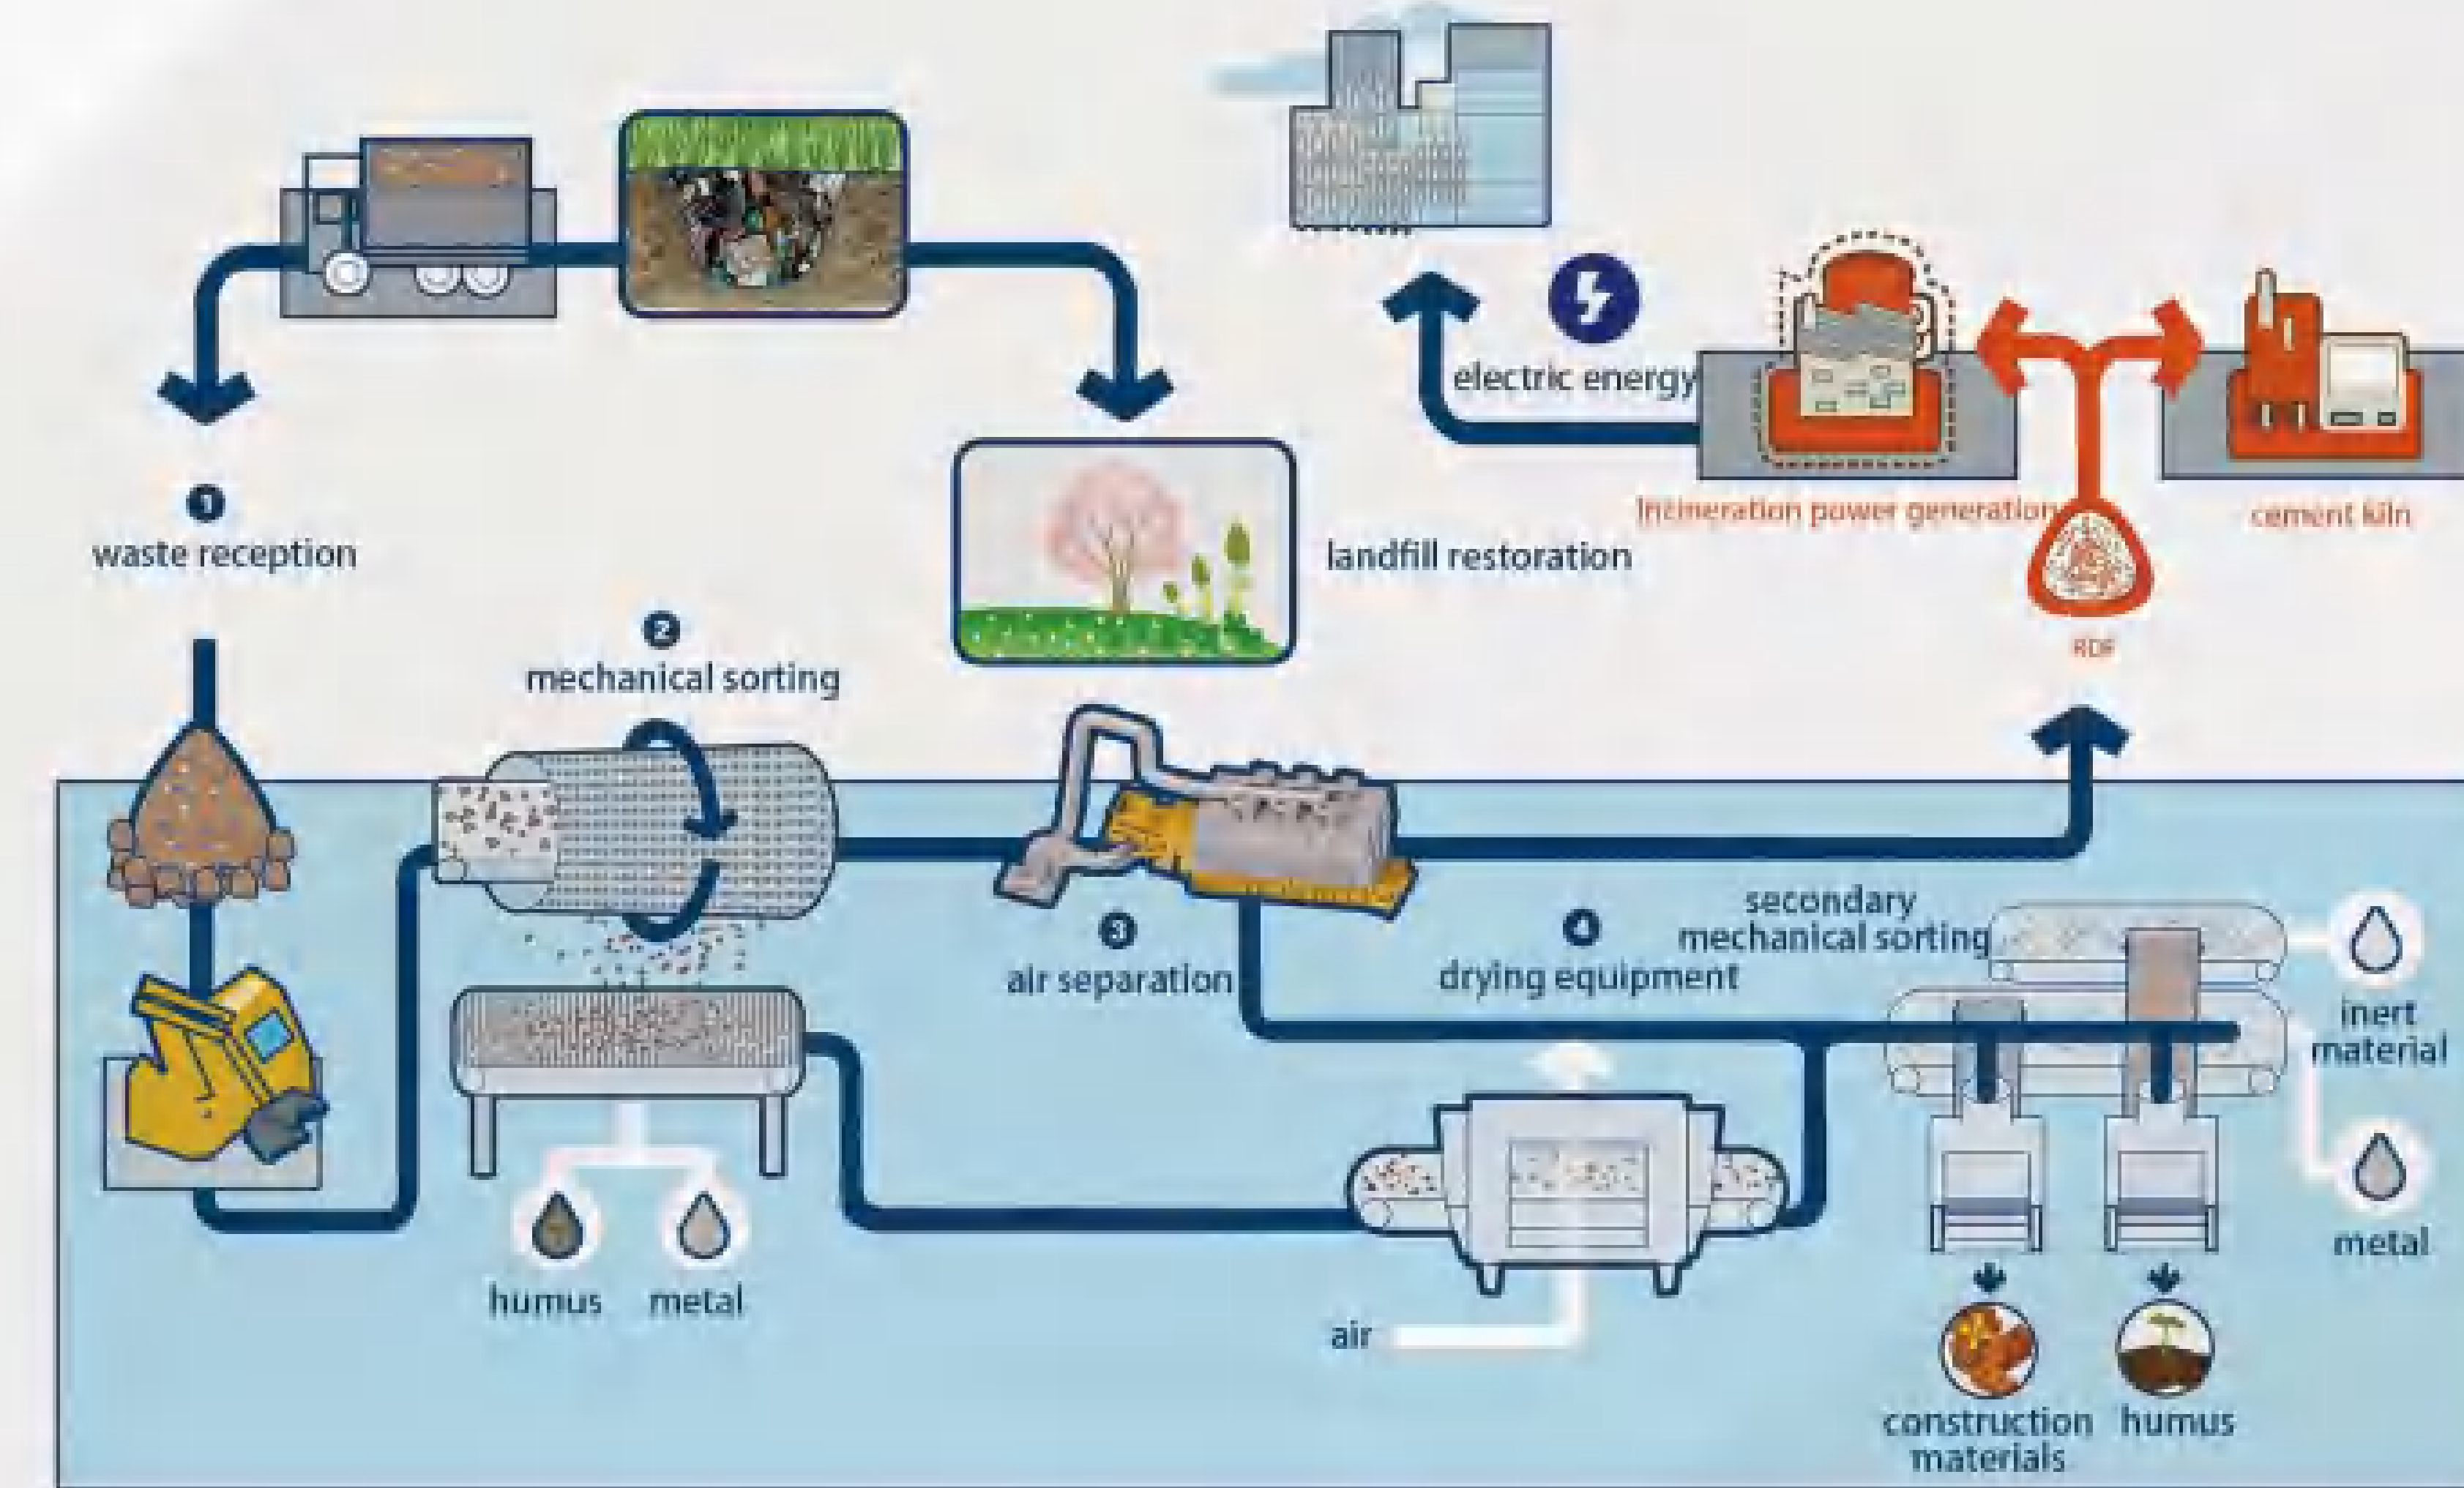 electric energy
Incineration power generation
cement kiln
1
waste reception
landfill restoration
2
mechanical sorting
RDF
3
air separation
4
drying equipment
secondary
mechanical sorting
inert
material
metal
humus
metal
air
construction
materials
humus